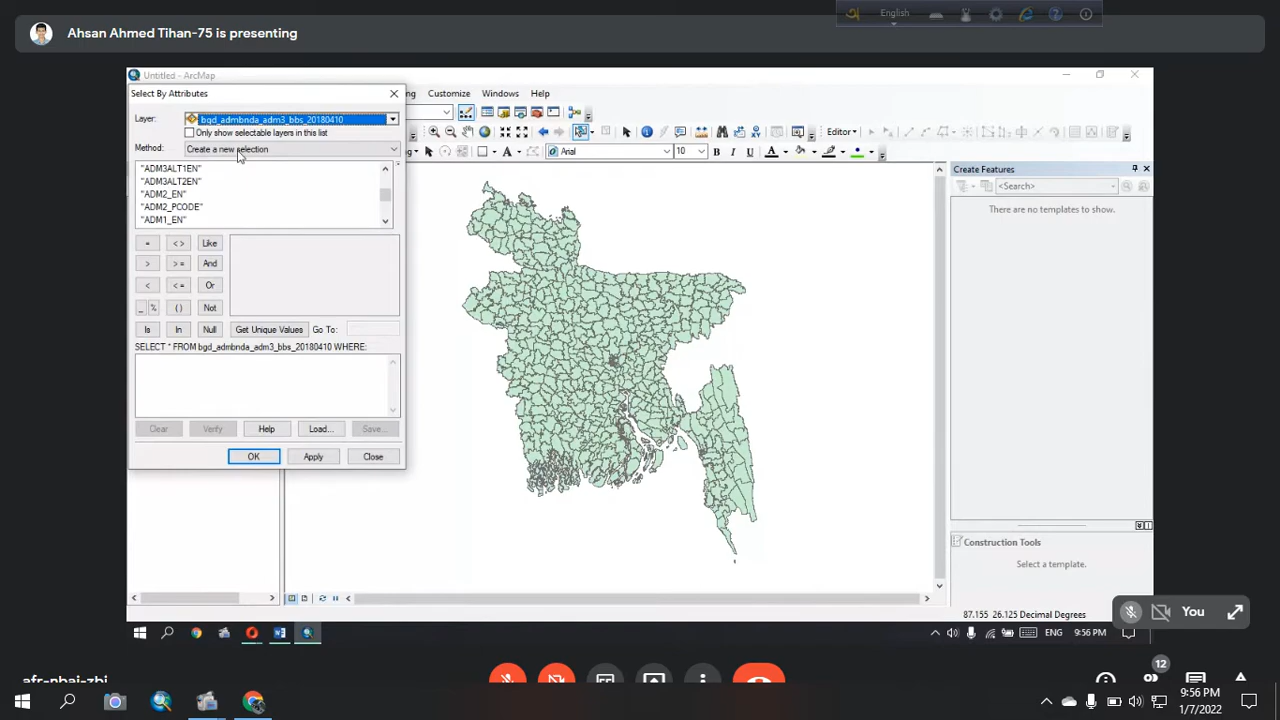 English
Ahsan Ahmed Tihan-75 is presenting
Untitled - ArcMap
Select By Attributes
Customize Windows Help
Layer: bgd_admbnda_adm3_bbs_20180410
Only show selectable layers in this list
Method: Create a new selection
"ADM3ALT1EN"
"ADM3ALT2EN"
"ADM2_EN"
"ADM2_PCODE"
"ADM1_EN"
= < > Like
> > = And
< < = Or
_ % ( ) Not
Is In Null Get Unique Values Go To:
SELECT * FROM bgd_admbnda_adm3_bbs_20180410 WHERE:
Clear Verify Help Load... Save...
OK Apply Close
Editor
Arial 10 B I U A
Create Features
<Search>
There are no templates to show.
Construction Tools
Select a template.
87.155 26.125 Decimal Degrees
You
ENG 9:56 PM
12
9:56 PM
1/7/2022